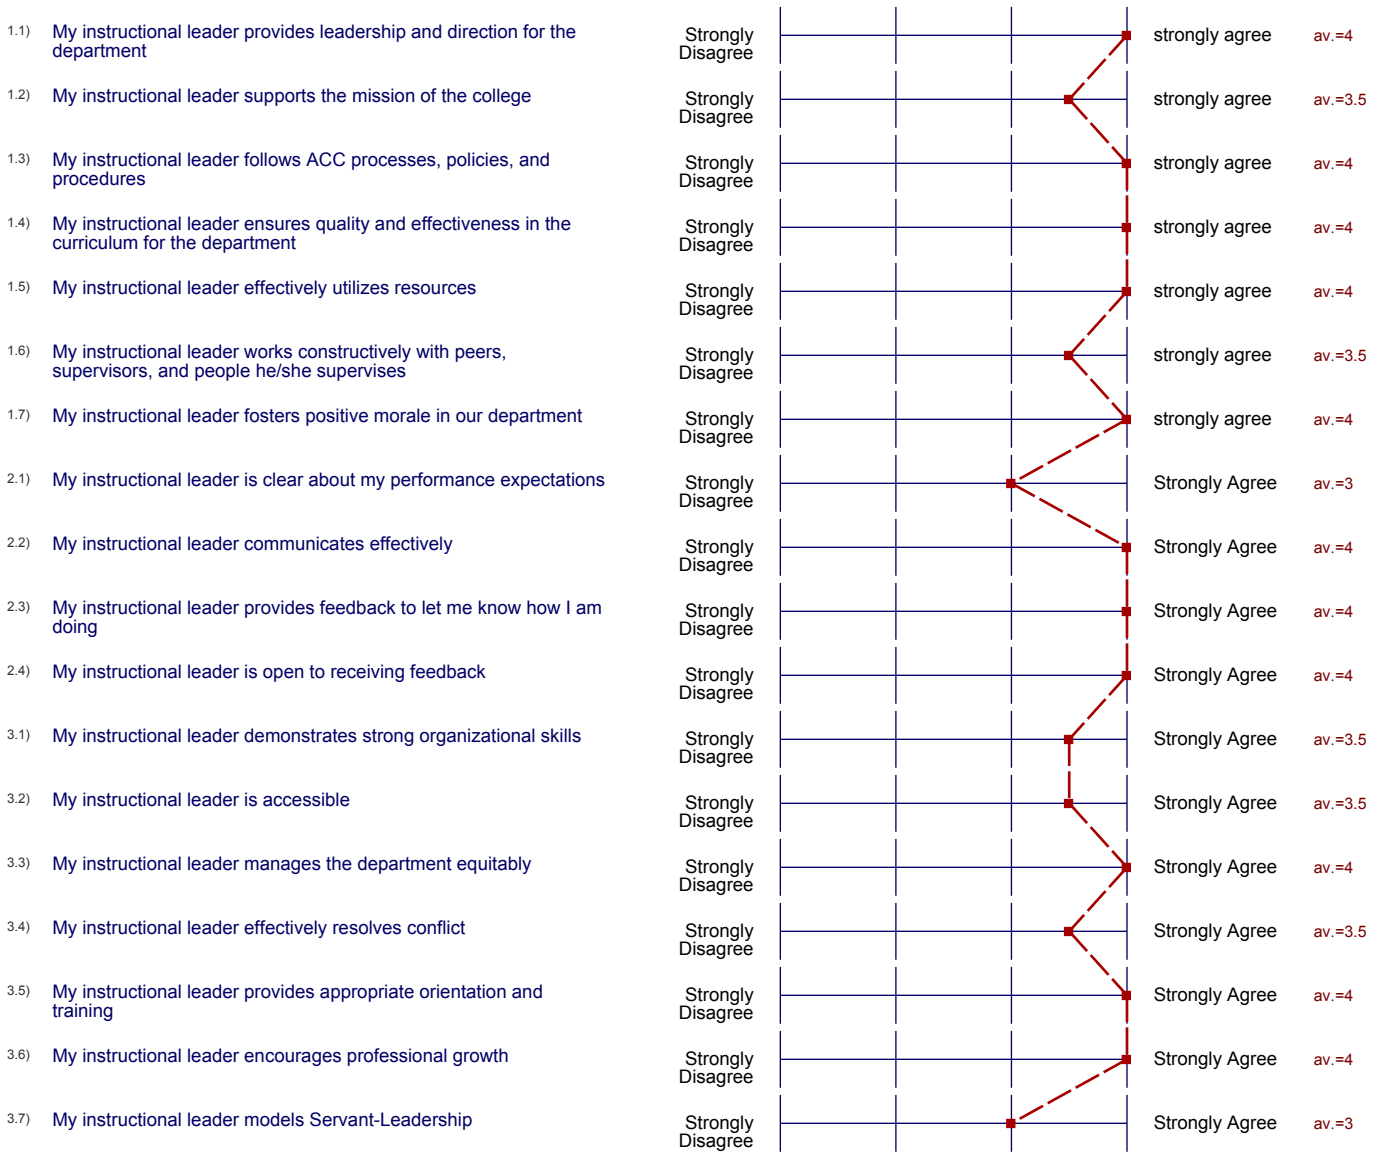 1.1) My instructional leader provides leadership and direction for the
department
Strongly
Disagree
strongly agree
av.=4
1.2) My instructional leader supports the mission of the college
Strongly
Disagree
strongly agree
av.=3.5
1.3) My instructional leader follows ACC processes, policies, and
procedures
Strongly
Disagree
strongly agree
av.=4
1.4) My instructional leader ensures quality and effectiveness in the
curriculum for the department
Strongly
Disagree
strongly agree
av.=4
1.5) My instructional leader effectively utilizes resources
Strongly
Disagree
strongly agree
av.=4
1.6) My instructional leader works constructively with peers,
supervisors, and people he/she supervises
Strongly
Disagree
strongly agree
av.=3.5
1.7) My instructional leader fosters positive morale in our department
Strongly
Disagree
strongly agree
av.=4
2.1) My instructional leader is clear about my performance expectations
Strongly
Disagree
Strongly Agree
av.=3
2.2) My instructional leader communicates effectively
Strongly
Disagree
Strongly Agree
av.=4
2.3) My instructional leader provides feedback to let me know how I am
doing
Strongly
Disagree
Strongly Agree
av.=4
2.4) My instructional leader is open to receiving feedback
Strongly
Disagree
Strongly Agree
av.=4
3.1) My instructional leader demonstrates strong organizational skills
Strongly
Disagree
Strongly Agree
av.=3.5
3.2) My instructional leader is accessible
Strongly
Disagree
Strongly Agree
av.=3.5
3.3) My instructional leader manages the department equitably
Strongly
Disagree
Strongly Agree
av.=4
3.4) My instructional leader effectively resolves conflict
Strongly
Disagree
Strongly Agree
av.=3.5
3.5) My instructional leader provides appropriate orientation and
training
Strongly
Disagree
Strongly Agree
av.=4
3.6) My instructional leader encourages professional growth
Strongly
Disagree
Strongly Agree
av.=4
3.7) My instructional leader models Servant-Leadership
Strongly
Disagree
Strongly Agree
av.=3